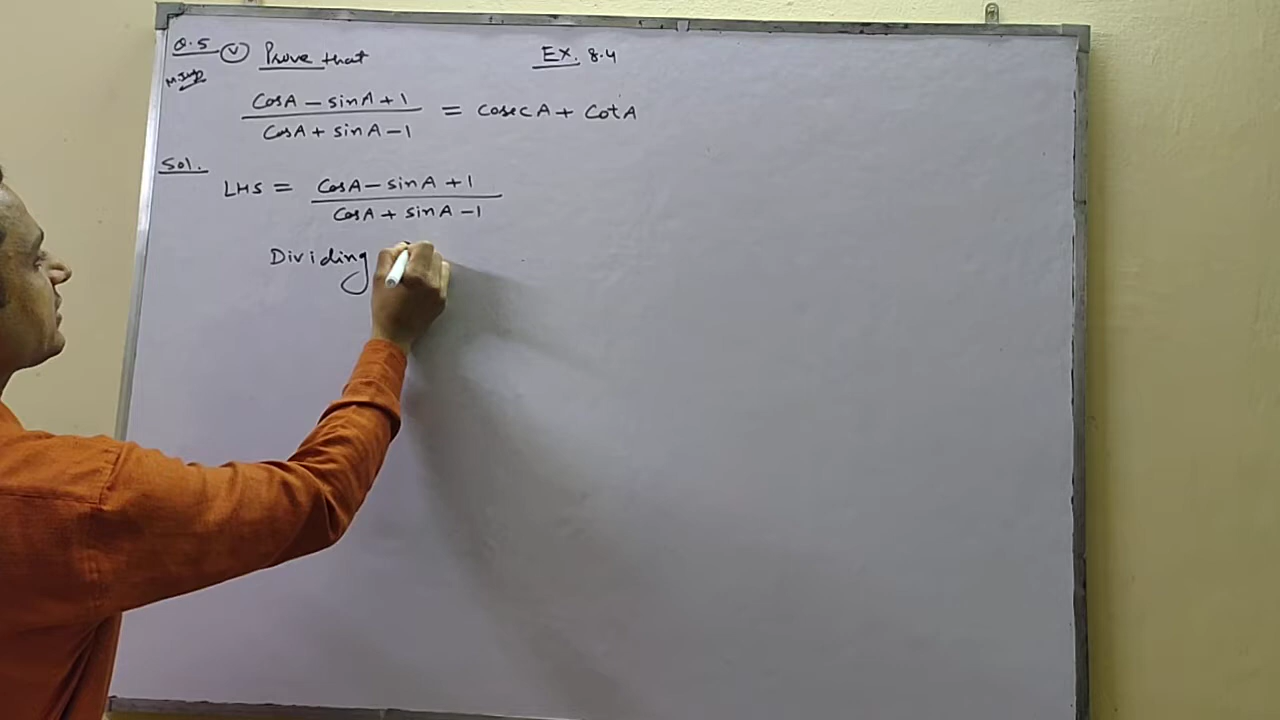 Q.5 (v) Prove that Ex. 8.4
CosA - sinA + 1 / CosA + sinA - 1 = cosecA + CotA
Sol.
LHS = CosA - sinA + 1 / CosA + sinA - 1
Dividing